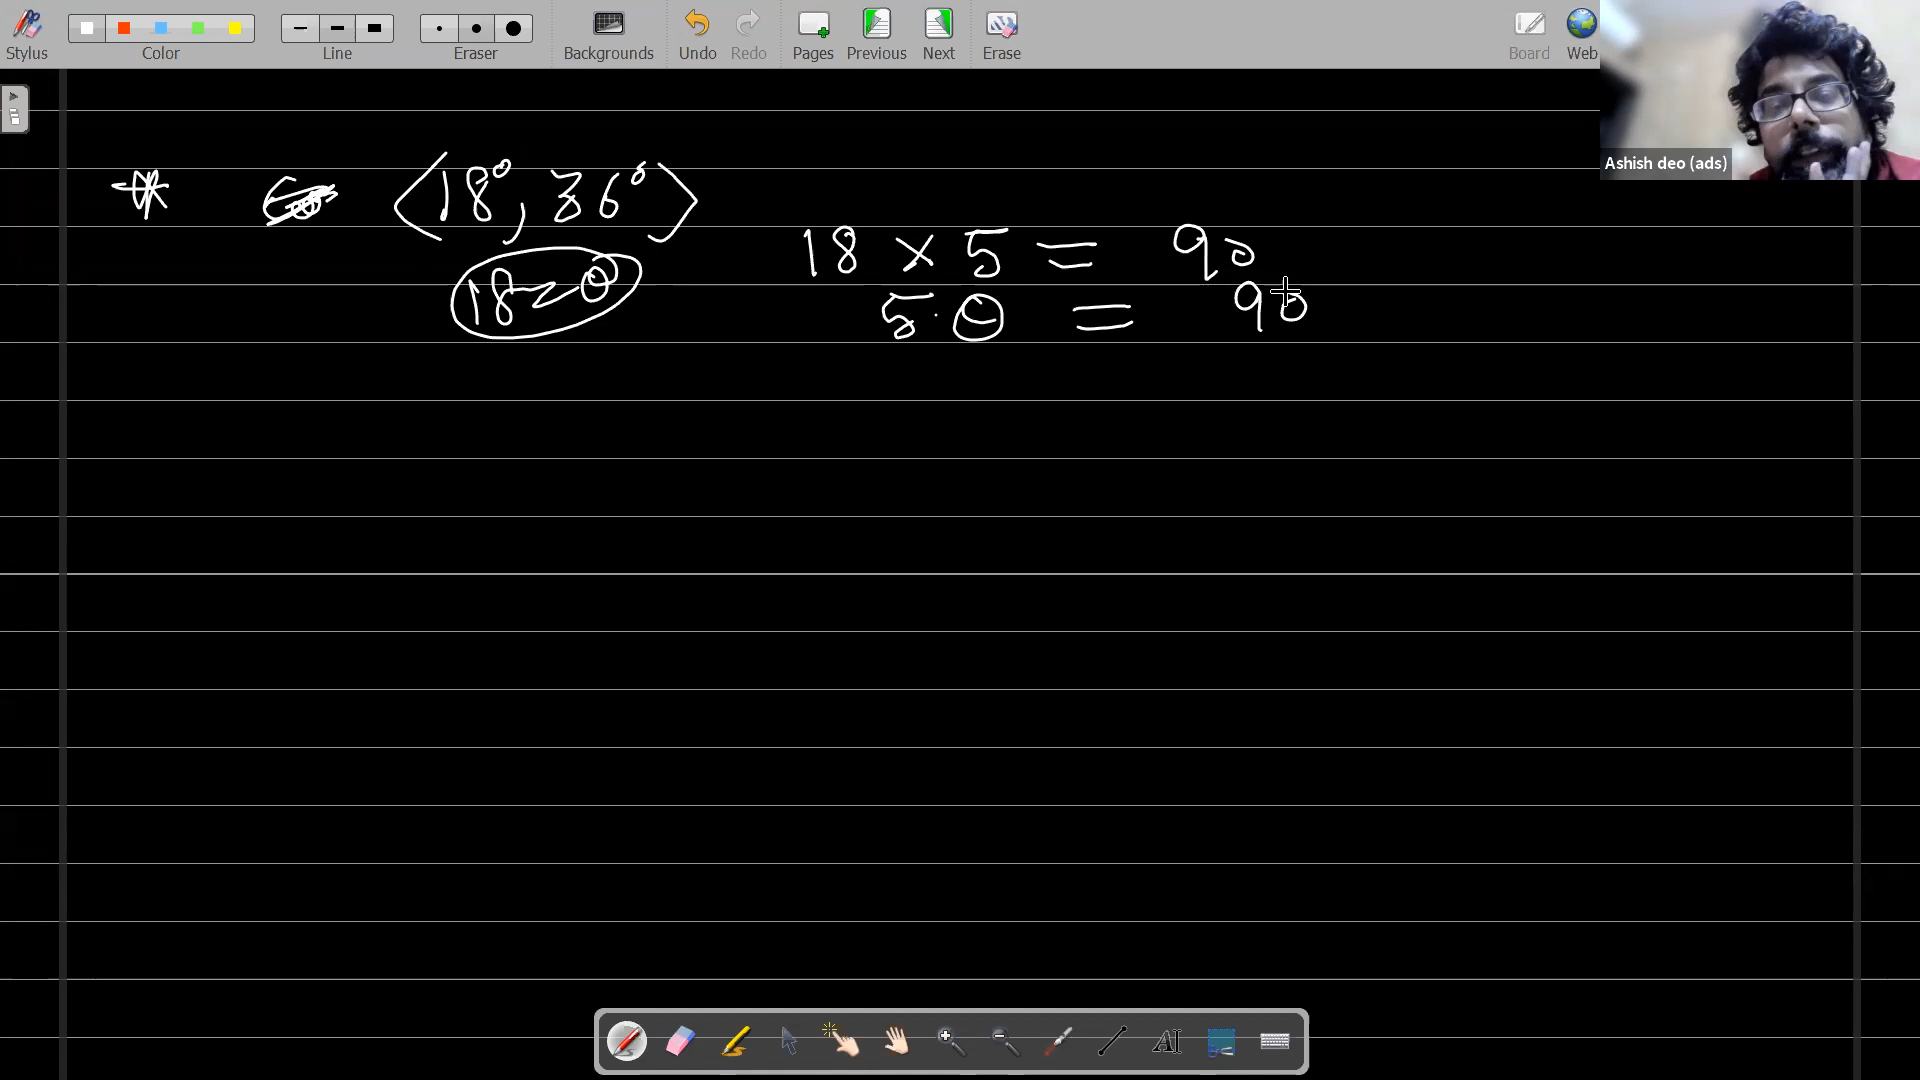 Stylus Color Line Eraser Backgrounds Undo Redo Pages Previous Next Erase Board Web
Ashish deo (ads)
* ⟨18°, 36°⟩
18 × 5 = 90
18 = θ
5·θ = 90
AI